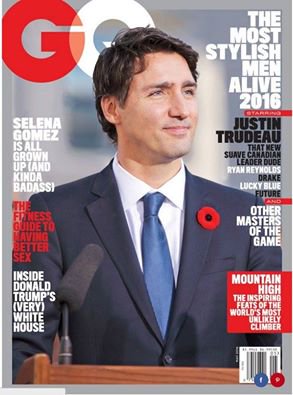 GQ
THE
MOST
STYLISH
MEN
ALIVE
2016
STARRING
JUSTIN
TRUDEAU
THAT NEW
SUAVE CANADIAN
LEADER DUDE
RYAN REYNOLDS
DRAKE
LUCKY BLUE
FUTURE
AND
OTHER
MASTERS
OF THE
GAME
SELENA
GOMEZ
IS ALL
GROWN
UP (AND
KINDA
BADASS)
THE
FITNESS
GUIDE TO
HAVING
BETTER
SEX
INSIDE
DONALD
TRUMP'S
(VERY)
WHITE
HOUSE
MOUNTAIN
HIGH
THE INSPIRING
FEATS OF THE
WORLD'S MOST
UNLIKELY
CLIMBER